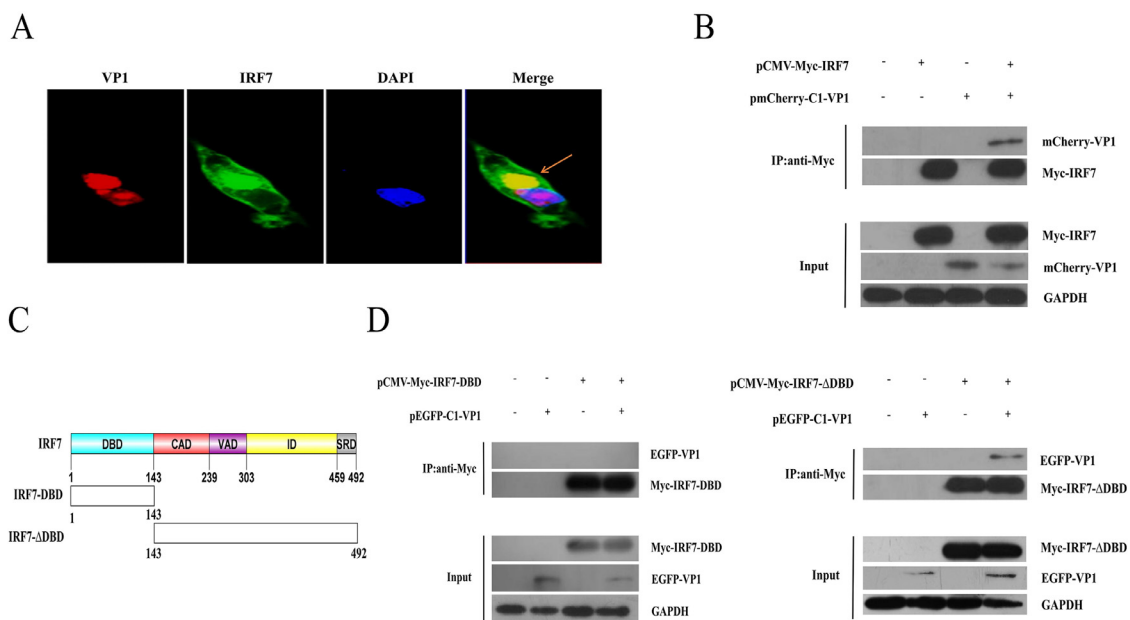 A
VP1 IRF7 DAPI Merge
B
pCMV-Myc-IRF7 - + - +
pmCherry-C1-VP1 - - + +
IP:anti-Myc
mCherry-VP1
Myc-IRF7
Input
Myc-IRF7
mCherry-VP1
GAPDH
C
IRF7 DBD CAD VAD ID SRD
1 143 239 303 459 492
IRF7-DBD
1 143
IRF7-ΔDBD
143 492
D
pCMV-Myc-IRF7-DBD - - + +
pEGFP-C1-VP1 - + - +
IP:anti-Myc
EGFP-VP1
Myc-IRF7-DBD
Input
Myc-IRF7-DBD
EGFP-VP1
GAPDH
pCMV-Myc-IRF7-ΔDBD - - + +
pEGFP-C1-VP1 - + - +
IP:anti-Myc
EGFP-VP1
Myc-IRF7-ΔDBD
Input
Myc-IRF7-ΔDBD
EGFP-VP1
GAPDH